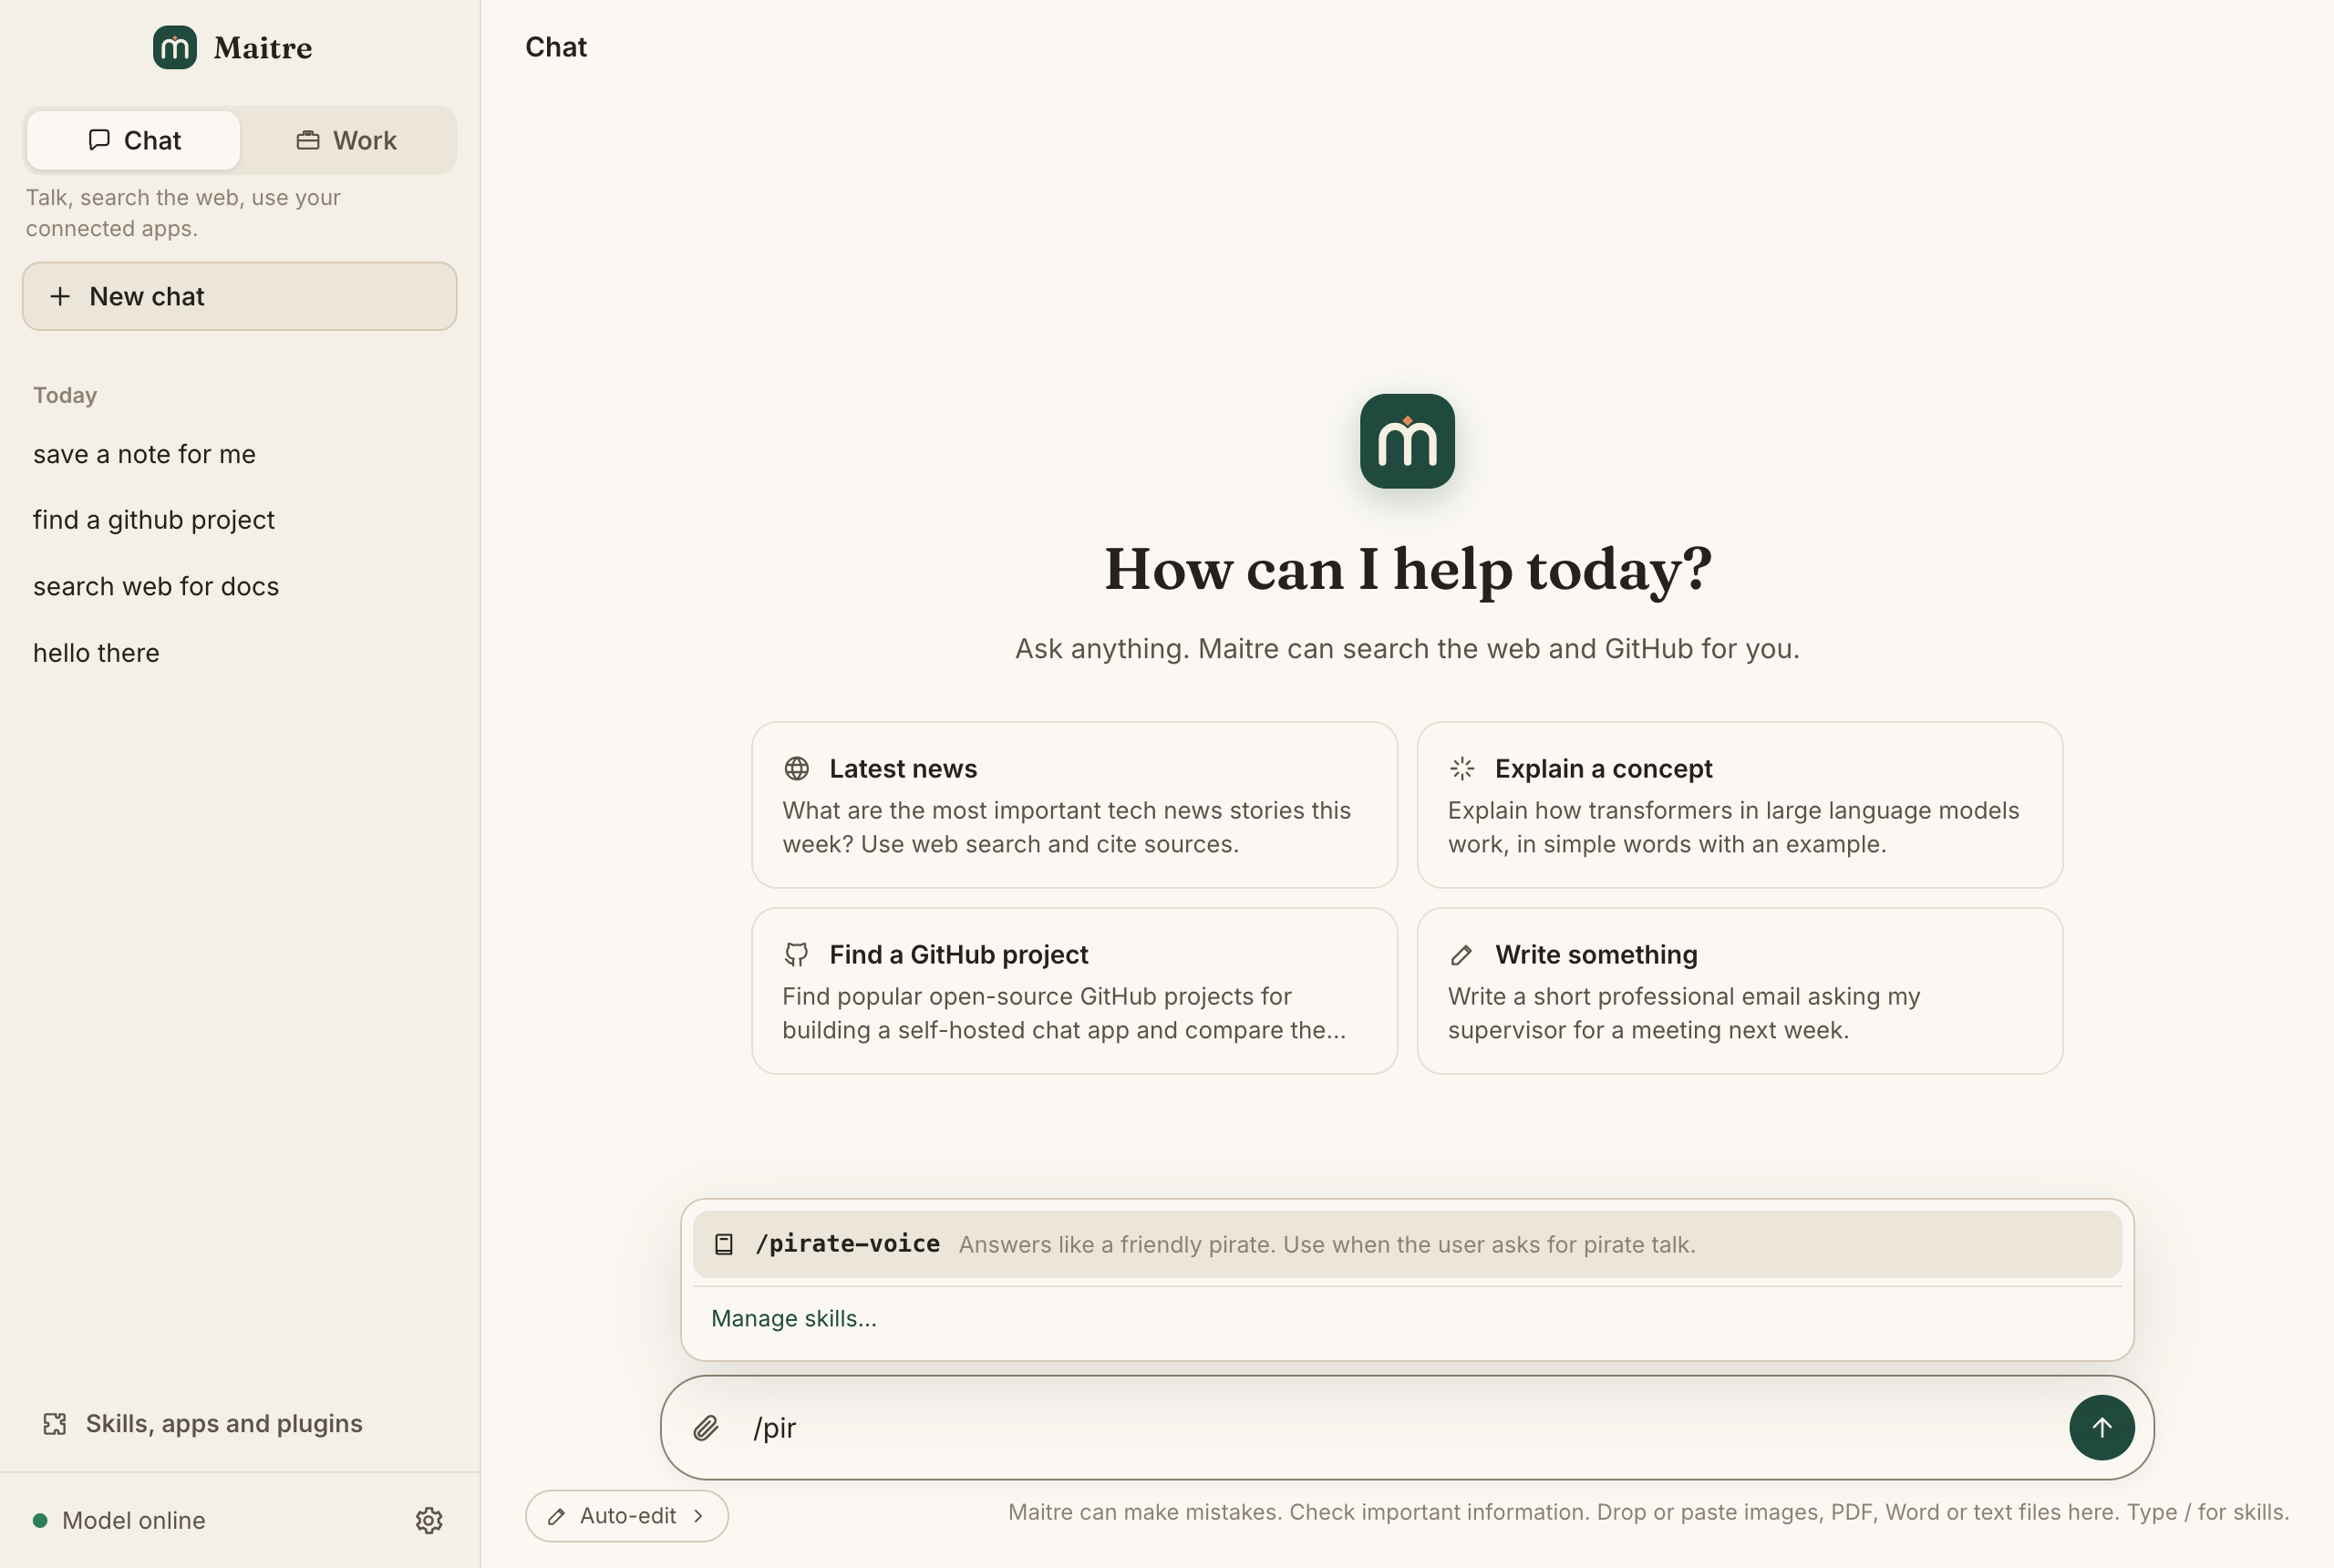 Maitre
Chat
Work
Talk, search the web, use your
connected apps.
New chat
Today
save a note for me
find a github project
search web for docs
hello there
Skills, apps and plugins
Model online
Chat
How can I help today?
Ask anything. Maitre can search the web and GitHub for you.
Latest news
What are the most important tech news stories this
week? Use web search and cite sources.
Explain a concept
Explain how transformers in large language models
work, in simple words with an example.
Find a GitHub project
Find popular open-source GitHub projects for
building a self-hosted chat app and compare the...
Write something
Write a short professional email asking my
supervisor for a meeting next week.
/pirate-voice Answers like a friendly pirate. Use when the user asks for pirate talk.
Manage skills...
/pir
Auto-edit
Maitre can make mistakes. Check important information. Drop or paste images, PDF, Word or text files here. Type / for skills.